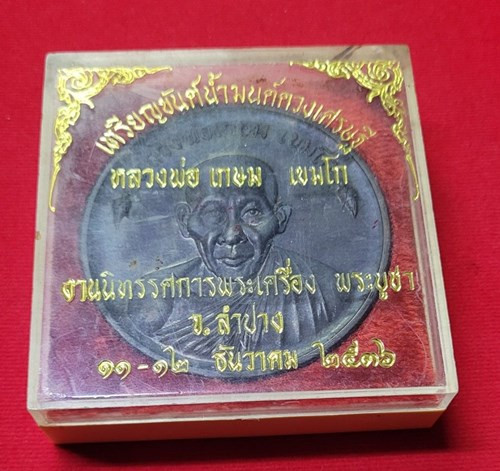 เหรียญขันต์น้ำมนต์ดวงเศรษฐี
หลวงพ่อ เกษม เขมโก
งานนิทรรศการพระเครื่อง พระบูชา
จ.ลำปาง
๑๑-๑๒ ธันวาคม ๒๕๓๖